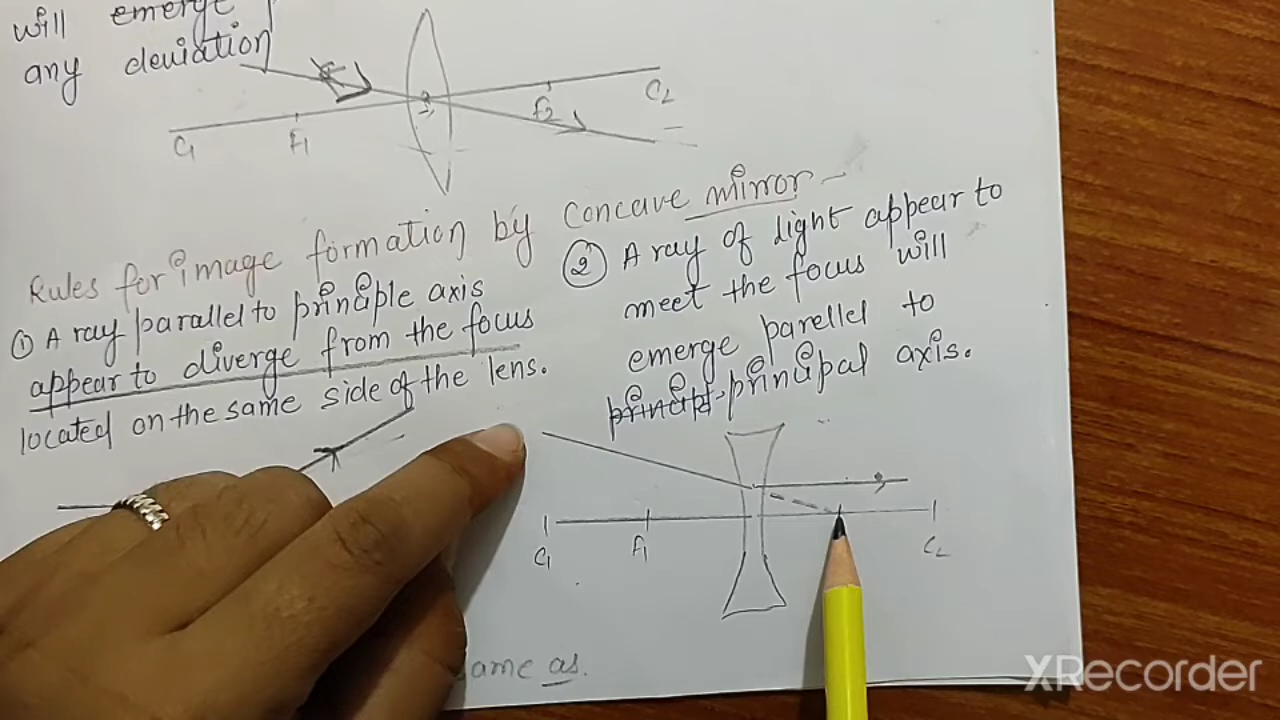 will emerge
any deviation
C1 F1 F2 C2
Rules for image formation by Concave mirror -
① A ray parallel to priniple axis
appear to diverge from the focus
located on the same side of the lens.
② A ray of light appear to
meet the focus will
emerge parellel to
principal axis.
C1 F1 C2
ame as.
XRecorder